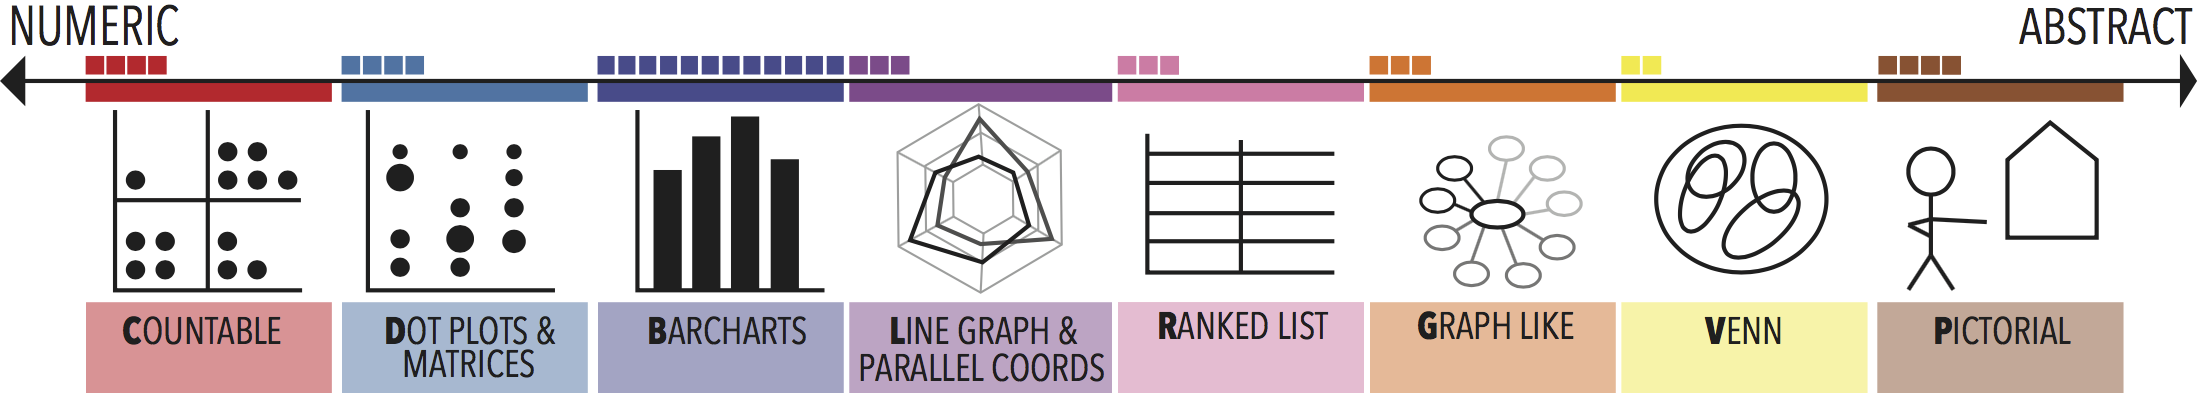 NUMERIC
ABSTRACT
COUNTABLE
DOT PLOTS &
MATRICES
BARCHARTS
LINE GRAPH &
PARALLEL COORDS
RANKED LIST
GRAPH LIKE
VENN
PICTORIAL